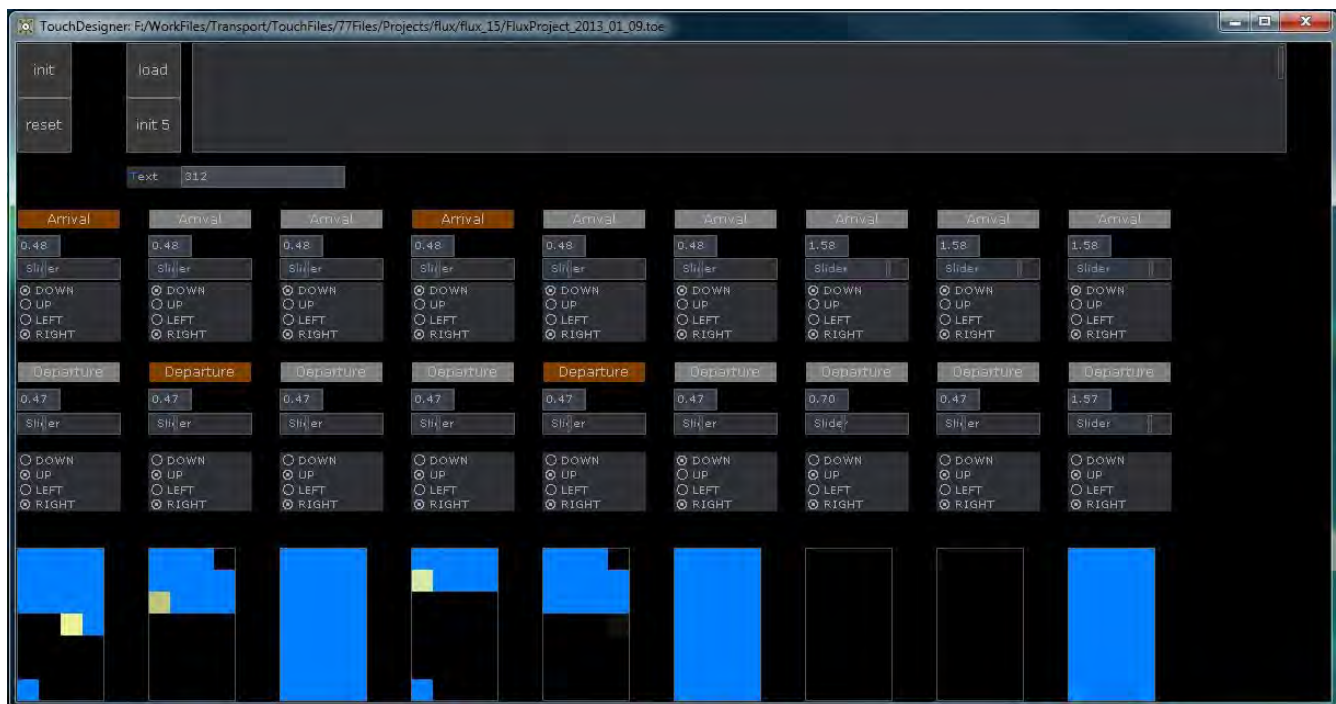 TouchDesigner: F:/WorkFiles/Transport/TouchFiles/77Files/Projects/flux/flux_15/FluxProject_2013_01_09.toe
init load
reset init 5
Text 312
Arrival Arrival Arrival Arrival Arrival Arrival Arrival Arrival Arrival
0.48 0.48 0.48 0.48 0.48 0.48 1.58 1.58 1.58
Slider Slider Slider Slider Slider Slider Slider Slider Slider
DOWN DOWN DOWN DOWN DOWN DOWN DOWN DOWN DOWN
UP UP UP UP UP UP UP UP UP
LEFT LEFT LEFT LEFT LEFT LEFT LEFT LEFT LEFT
RIGHT RIGHT RIGHT RIGHT RIGHT RIGHT RIGHT RIGHT RIGHT
Departure Departure Departure Departure Departure Departure Departure Departure Departure
0.47 0.47 0.47 0.47 0.47 0.47 0.70 0.47 1.57
Slider Slider Slider Slider Slider Slider Slider Slider Slider
DOWN DOWN DOWN DOWN DOWN DOWN DOWN DOWN DOWN
UP UP UP UP UP UP UP UP UP
LEFT LEFT LEFT LEFT LEFT LEFT LEFT LEFT LEFT
RIGHT RIGHT RIGHT RIGHT RIGHT RIGHT RIGHT RIGHT RIGHT